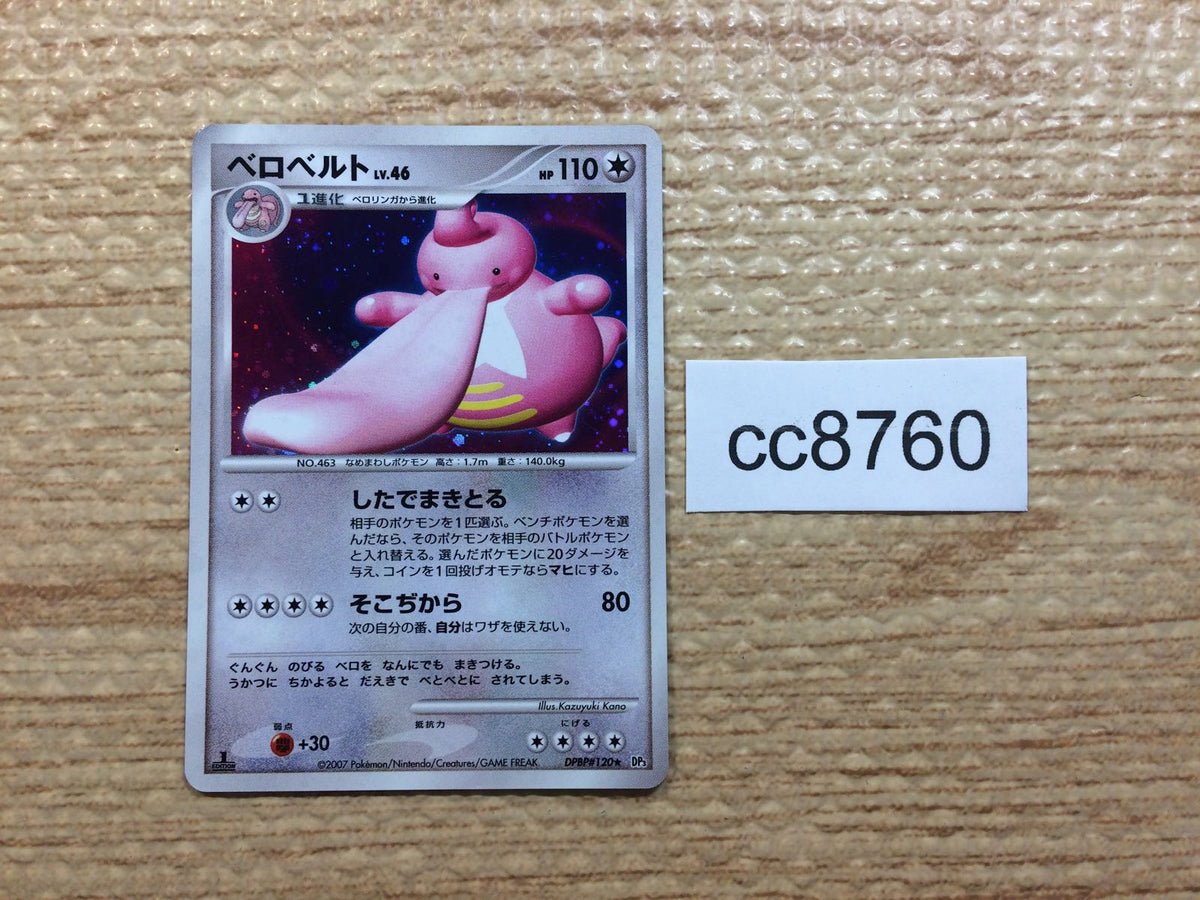 ベロベルト LV.46 HP 110
1進化 ベロリンガから進化
NO.463 なめまわしポケモン 高さ:1.7m 重さ:140.0kg
したでまきとる
相手のポケモンを1匹選ぶ。ベンチポケモンを選
んだなら、そのポケモンを相手のバトルポケモン
と入れ替える。選んだポケモンに20ダメージを
与え、コインを1回投げオモテならマヒにする。
そこぢから 80
次の自分の番、自分はワザを使えない。
ぐんぐん のびる ベロを なんにでも まきつける。
うかつに ちかよると だえきで べとべとに されてしまう。
Illus.Kazuyuki Kano
弱点 抵抗力 にげる
+30
1 EDITION ©2007 Pokémon/Nintendo/Creatures/GAME FREAK DPBP#120★ DP3
cc8760